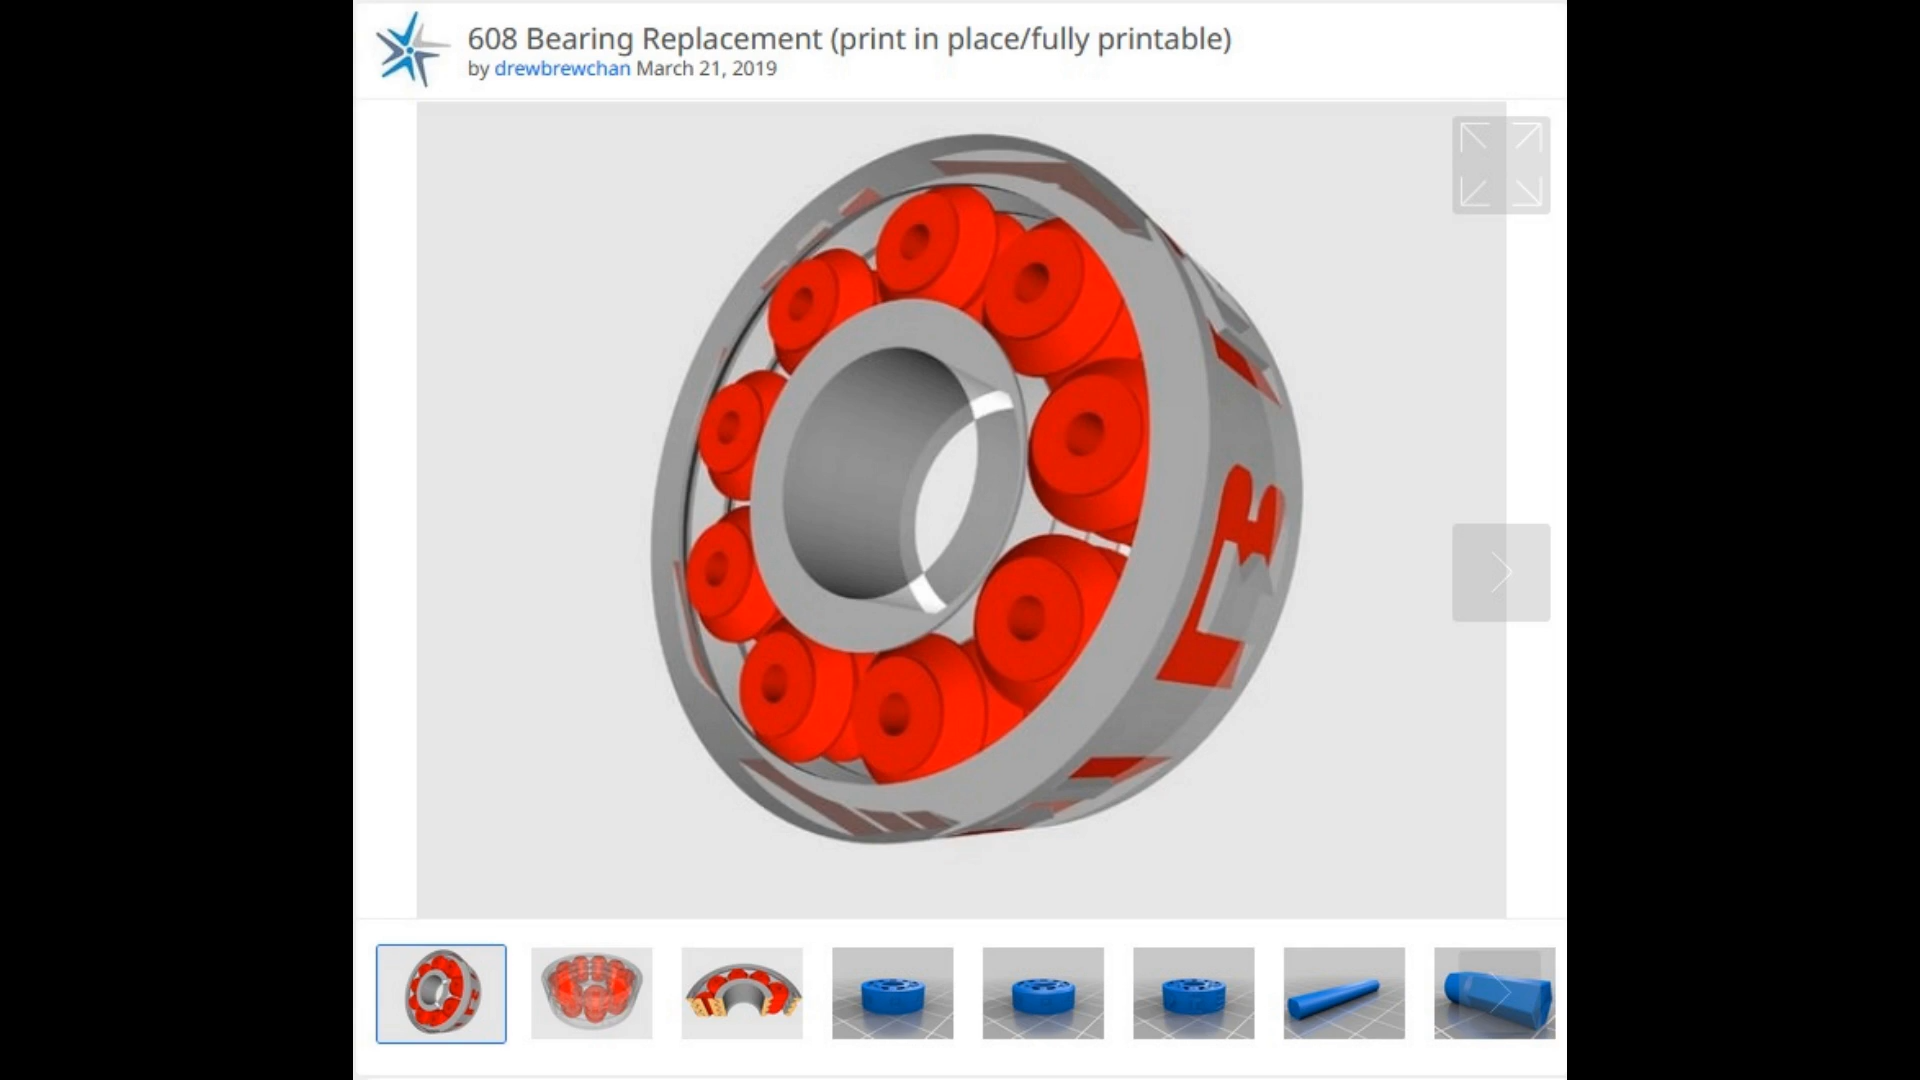 608 Bearing Replacement (print in place/fully printable)
by drewbrewchan March 21, 2019